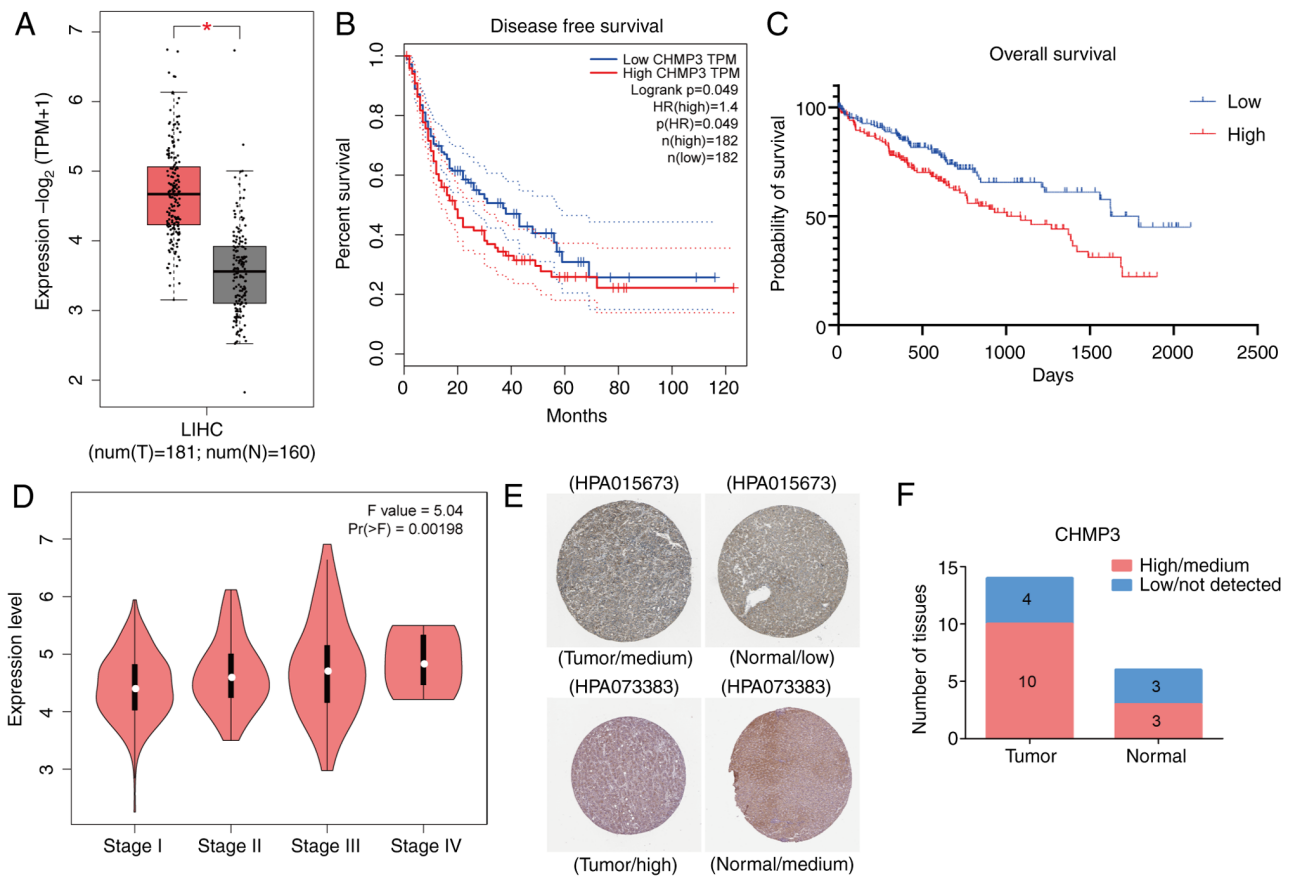 A
7
6
5
4
3
2
Expression –log2 (TPM+1)
*
LIHC
(num(T)=181; num(N)=160)
B
Disease free survival
Low CHMP3 TPM
High CHMP3 TPM
Logrank p=0.049
HR(high)=1.4
p(HR)=0.049
n(high)=182
n(low)=182
Percent survival
1.0
0.8
0.6
0.4
0.2
0.0
0 20 40 60 80 100 120
Months
C
Overall survival
Low
High
Probability of survival
100
50
0
0 500 1000 1500 2000 2500
Days
D
F value = 5.04
Pr(>F) = 0.00198
Expression level
7
6
5
4
3
Stage I Stage II Stage III Stage IV
E
(HPA015673) (HPA015673)
(Tumor/medium) (Normal/low)
(HPA073383) (HPA073383)
(Tumor/high) (Normal/medium)
F
CHMP3
High/medium
Low/not detected
Number of tissues
15
10
5
0
4
10
3
3
Tumor Normal